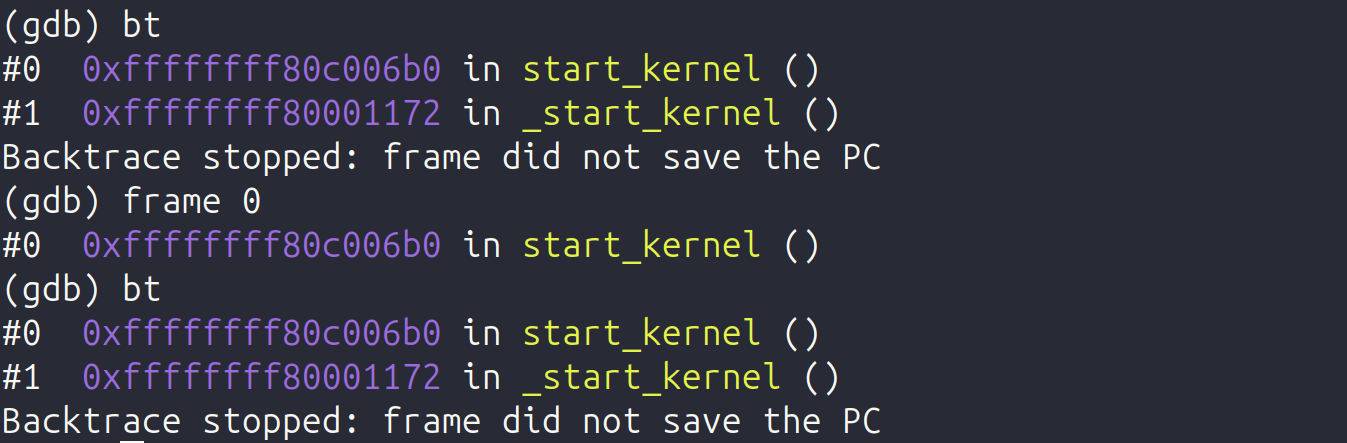 (gdb) bt
#0  0xffffffff80c006b0 in start_kernel ()
#1  0xffffffff80001172 in _start_kernel ()
Backtrace stopped: frame did not save the PC
(gdb) frame 0
#0  0xffffffff80c006b0 in start_kernel ()
(gdb) bt
#0  0xffffffff80c006b0 in start_kernel ()
#1  0xffffffff80001172 in _start_kernel ()
Backtrace stopped: frame did not save the PC